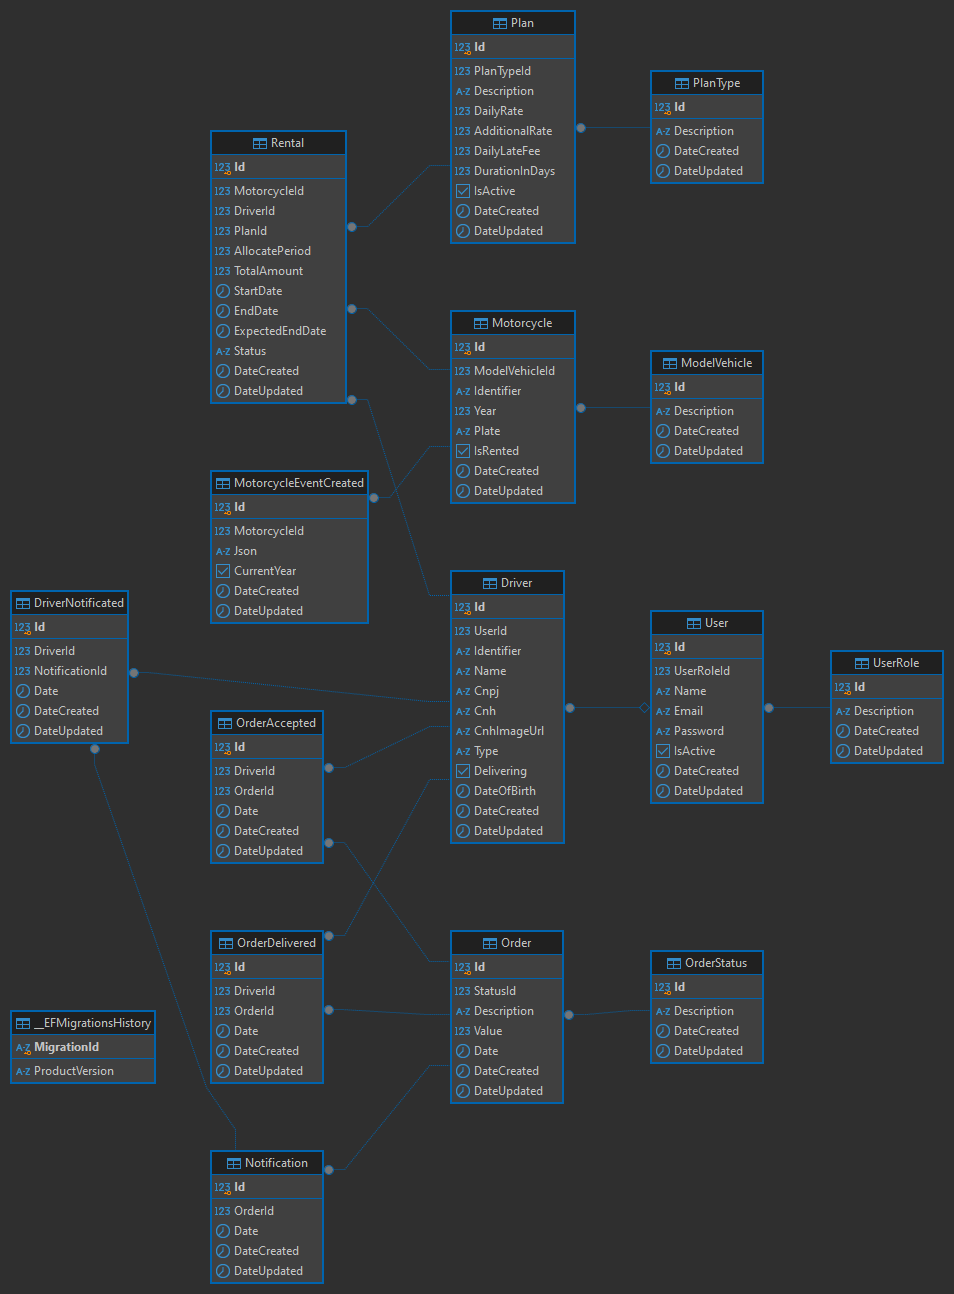 Plan
123 Id
123 PlanTypeId
A-Z Description
123 DailyRate
123 AdditionalRate
123 DailyLateFee
123 DurationInDays
IsActive
DateCreated
DateUpdated
PlanType
123 Id
A-Z Description
DateCreated
DateUpdated
Rental
123 Id
123 MotorcycleId
123 DriverId
123 PlanId
123 AllocatePeriod
123 TotalAmount
StartDate
EndDate
ExpectedEndDate
A-Z Status
DateCreated
DateUpdated
Motorcycle
123 Id
123 ModelVehicleId
A-Z Identifier
123 Year
A-Z Plate
IsRented
DateCreated
DateUpdated
ModelVehicle
123 Id
A-Z Description
DateCreated
DateUpdated
MotorcycleEventCreated
123 Id
123 MotorcycleId
A-Z Json
CurrentYear
DateCreated
DateUpdated
Driver
123 Id
123 UserId
A-Z Identifier
A-Z Name
A-Z Cnpj
A-Z Cnh
A-Z CnhImageUrl
A-Z Type
Delivering
DateOfBirth
DateCreated
DateUpdated
User
123 Id
123 UserRoleId
A-Z Name
A-Z Email
A-Z Password
IsActive
DateCreated
DateUpdated
UserRole
123 Id
A-Z Description
DateCreated
DateUpdated
DriverNotificated
123 Id
123 DriverId
123 NotificationId
Date
DateCreated
DateUpdated
OrderAccepted
123 Id
123 DriverId
123 OrderId
Date
DateCreated
DateUpdated
OrderDelivered
123 Id
123 DriverId
123 OrderId
Date
DateCreated
DateUpdated
Order
123 Id
123 StatusId
A-Z Description
123 Value
A-Z Date
DateCreated
DateUpdated
OrderStatus
123 Id
A-Z Description
DateCreated
DateUpdated
__EFMigrationsHistory
A-Z MigrationId
A-Z ProductVersion
Notification
123 Id
123 OrderId
Date
DateCreated
DateUpdated